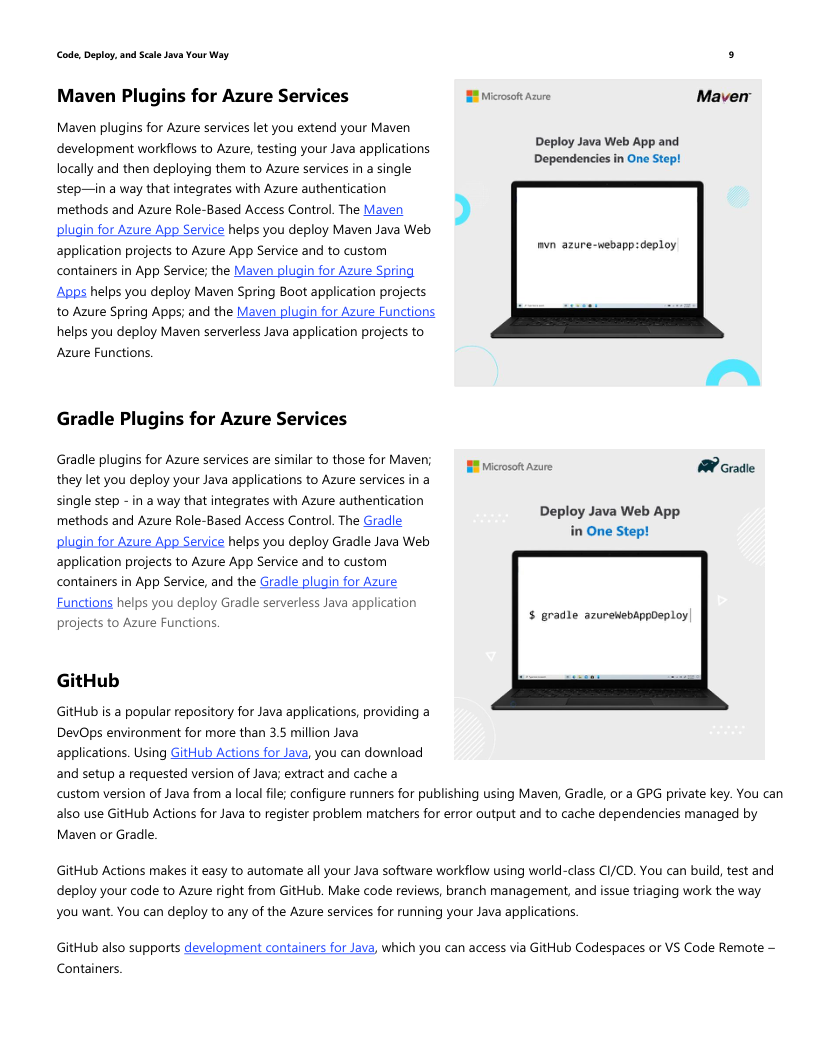 Code, Deploy, and Scale Java Your Way 9
Maven Plugins for Azure Services
Maven plugins for Azure services let you extend your Maven
development workflows to Azure, testing your Java applications
locally and then deploying them to Azure services in a single
step—in a way that integrates with Azure authentication
methods and Azure Role-Based Access Control. The Maven
plugin for Azure App Service helps you deploy Maven Java Web
application projects to Azure App Service and to custom
containers in App Service; the Maven plugin for Azure Spring
Apps helps you deploy Maven Spring Boot application projects
to Azure Spring Apps; and the Maven plugin for Azure Functions
helps you deploy Maven serverless Java application projects to
Azure Functions.
Microsoft Azure
Maven
Deploy Java Web App and
Dependencies in One Step!
mvn azure-webapp:deploy
Gradle Plugins for Azure Services
Gradle plugins for Azure services are similar to those for Maven;
they let you deploy your Java applications to Azure services in a
single step - in a way that integrates with Azure authentication
methods and Azure Role-Based Access Control. The Gradle
plugin for Azure App Service helps you deploy Gradle Java Web
application projects to Azure App Service and to custom
containers in App Service, and the Gradle plugin for Azure
Functions helps you deploy Gradle serverless Java application
projects to Azure Functions.
Microsoft Azure
Gradle
Deploy Java Web App
in One Step!
$ gradle azureWebAppDeploy
GitHub
GitHub is a popular repository for Java applications, providing a
DevOps environment for more than 3.5 million Java
applications. Using GitHub Actions for Java, you can download
and setup a requested version of Java; extract and cache a
custom version of Java from a local file; configure runners for publishing using Maven, Gradle, or a GPG private key. You can
also use GitHub Actions for Java to register problem matchers for error output and to cache dependencies managed by
Maven or Gradle.
GitHub Actions makes it easy to automate all your Java software workflow using world-class CI/CD. You can build, test and
deploy your code to Azure right from GitHub. Make code reviews, branch management, and issue triaging work the way
you want. You can deploy to any of the Azure services for running your Java applications.
GitHub also supports development containers for Java, which you can access via GitHub Codespaces or VS Code Remote –
Containers.